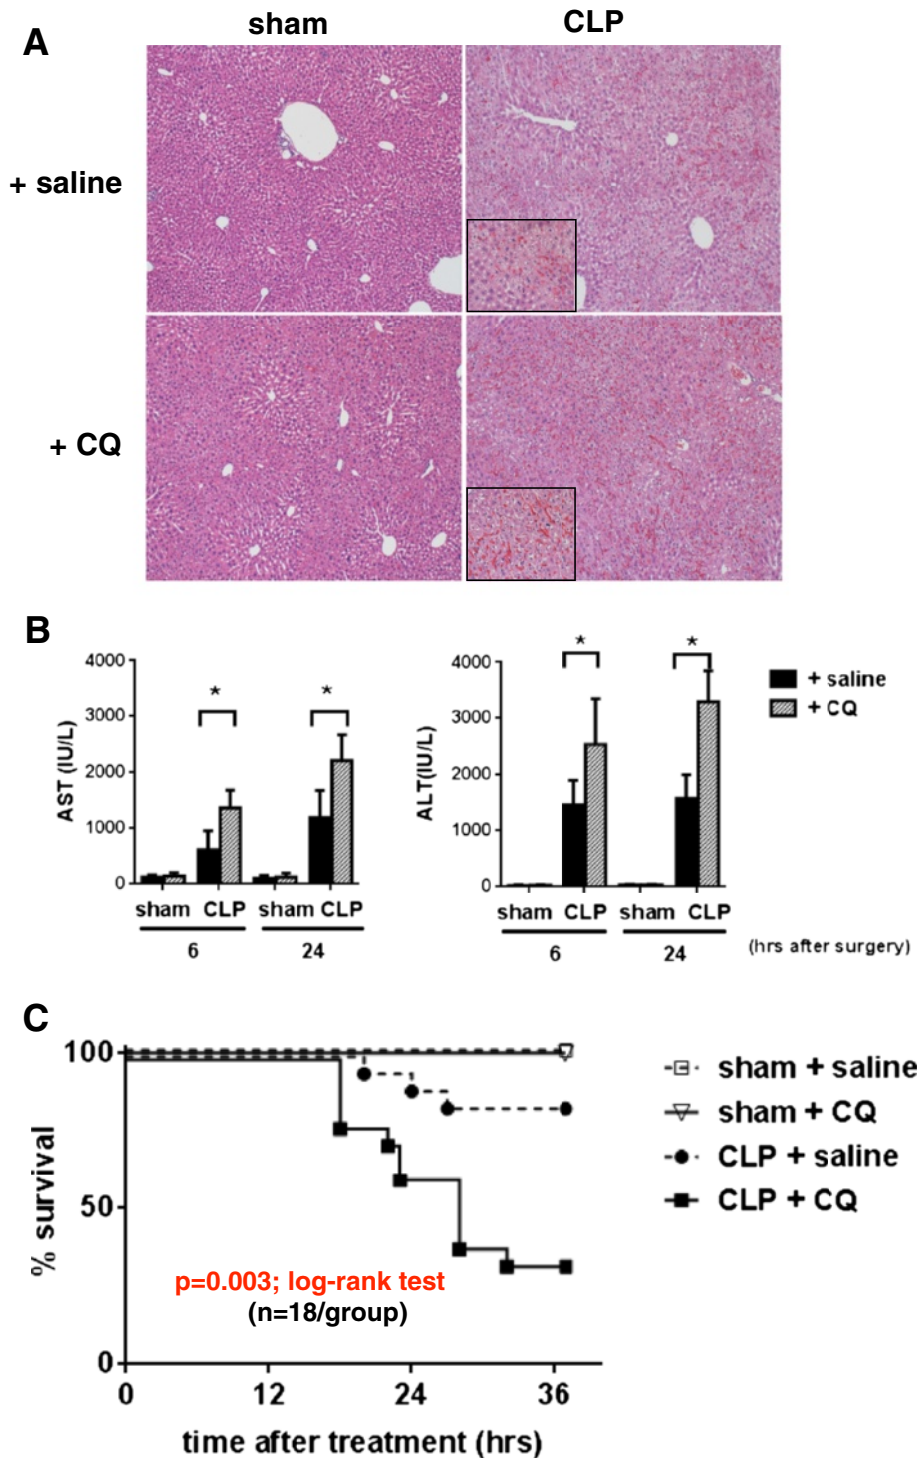 A
sham
CLP
+ saline
+ CQ
B
4000
3000
2000
1000
0
AST (IU/L)
*
*
sham CLP
sham CLP
6
24
4000
3000
2000
1000
0
ALT(IU/L)
*
*
sham CLP
sham CLP
6
24
(hrs after surgery)
+ saline
+ CQ
C
100
50
0
% survival
p=0.003; log-rank test
(n=18/group)
0
12
24
36
time after treatment (hrs)
sham + saline
sham + CQ
CLP + saline
CLP + CQ